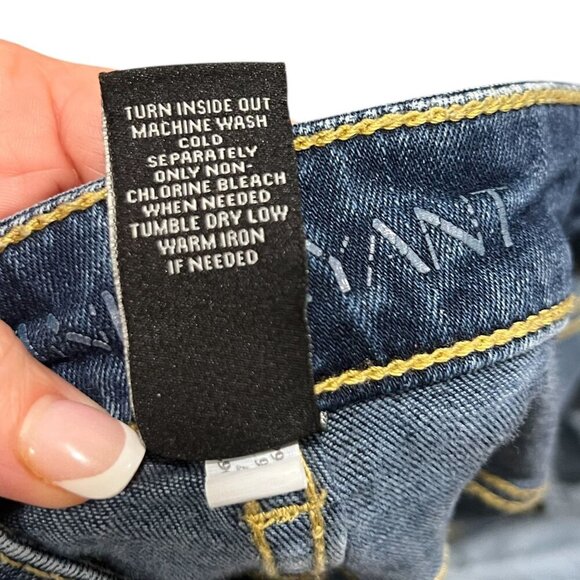 TURN INSIDE OUT
MACHINE WASH
COLD
SEPARATELY
ONLY NON-
CHLORINE BLEACH
WHEN NEEDED
TUMBLE DRY LOW
WARM IRON
IF NEEDED